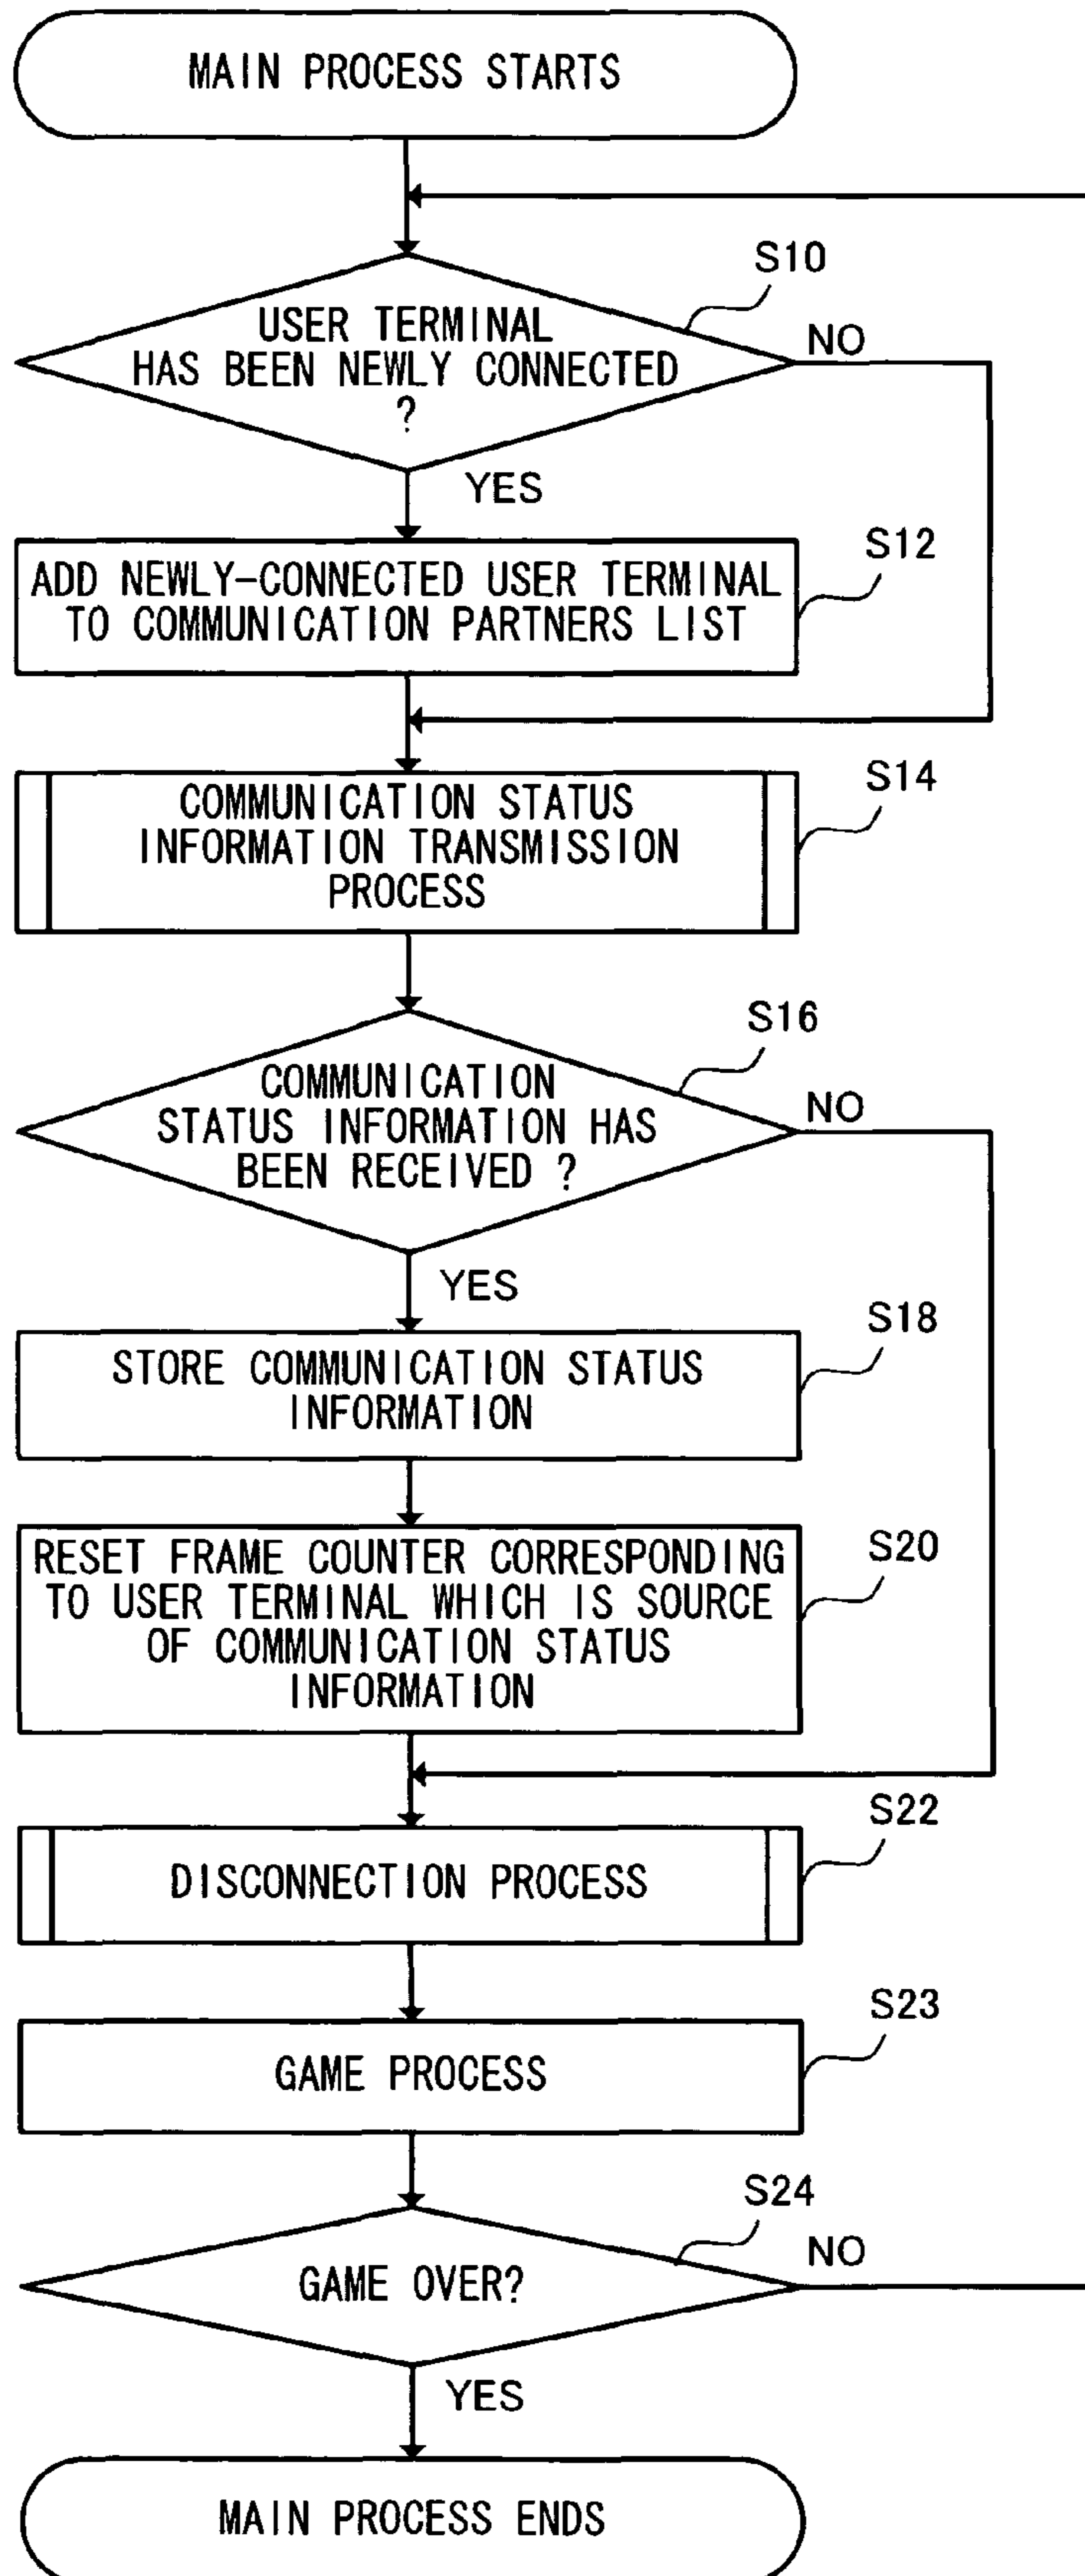 MAIN PROCESS STARTS
S10
USER TERMINAL
HAS BEEN NEWLY CONNECTED
?
NO
YES
S12
ADD NEWLY-CONNECTED USER TERMINAL
TO COMMUNICATION PARTNERS LIST
S14
COMMUNICATION STATUS
INFORMATION TRANSMISSION
PROCESS
S16
COMMUNICATION
STATUS INFORMATION HAS
BEEN RECEIVED ?
NO
YES
S18
STORE COMMUNICATION STATUS
INFORMATION
S20
RESET FRAME COUNTER CORRESPONDING
TO USER TERMINAL WHICH IS SOURCE
OF COMMUNICATION STATUS
INFORMATION
S22
DISCONNECTION PROCESS
S23
GAME PROCESS
S24
GAME OVER?
NO
YES
MAIN PROCESS ENDS